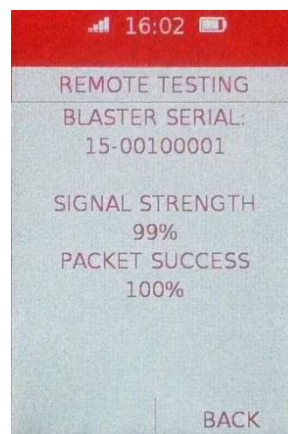 16:02
REMOTE TESTING
BLASTER SERIAL:
15-00100001
SIGNAL STRENGTH
99%
PACKET SUCCESS
100%
BACK